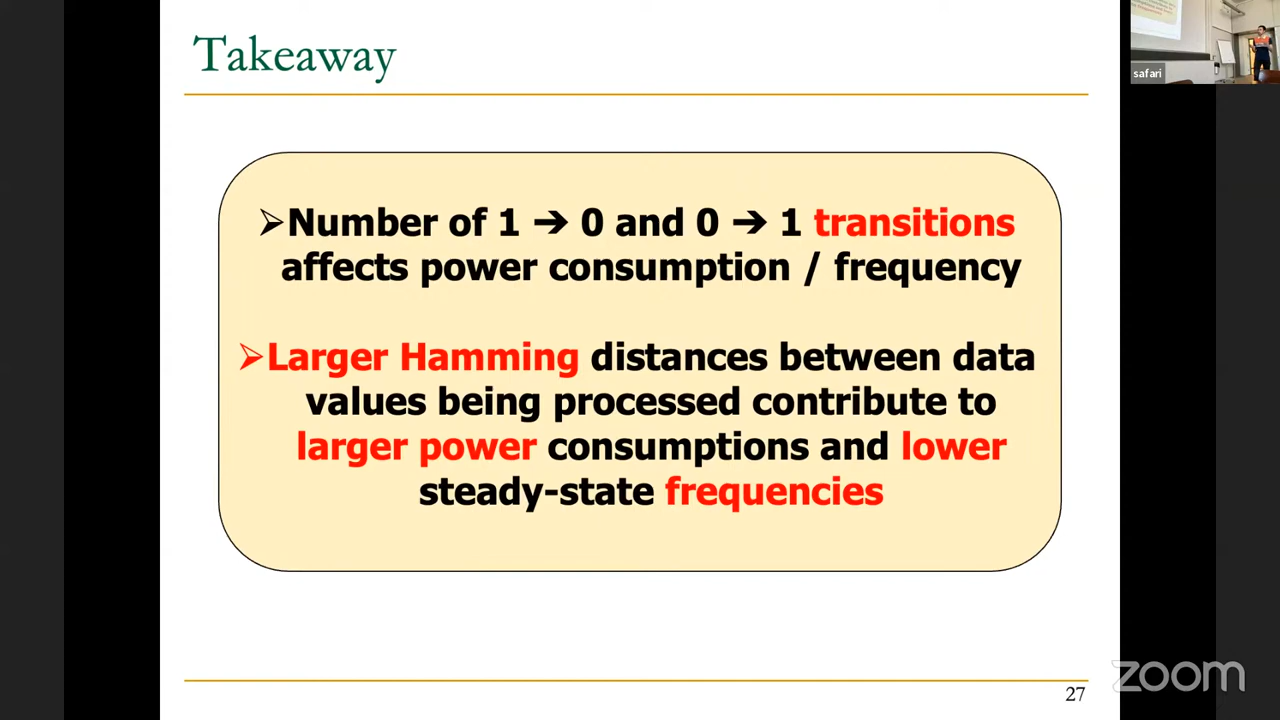 Takeaway
safari
➢Number of 1 ➔ 0 and 0 ➔ 1 transitions
affects power consumption / frequency
➢Larger Hamming distances between data
values being processed contribute to
larger power consumptions and lower
steady-state frequencies
27
zoom